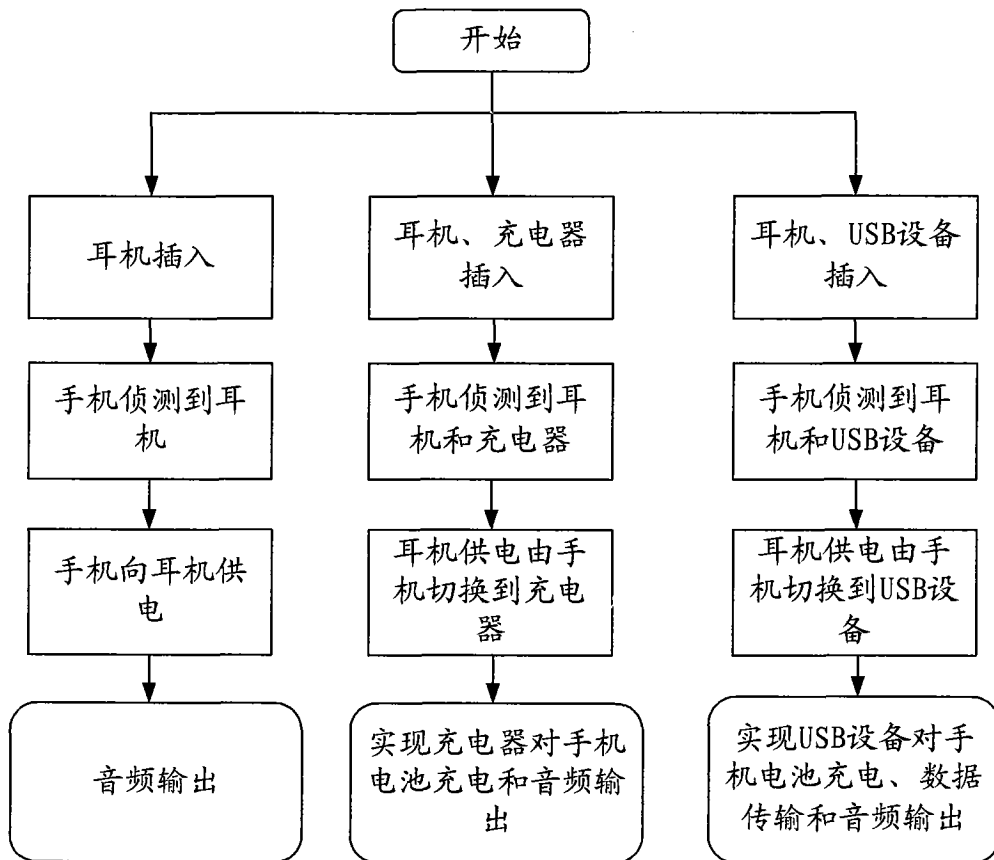 开始
耳机插入
耳机、充电器
插入
耳机、USB设备
插入
手机侦测到耳
机
手机侦测到耳
机和充电器
手机侦测到耳
机和USB设备
手机向耳机供
电
耳机供电由手
机切换到充电
器
耳机供电由手
机切换到USB设
备
音频输出
实现充电器对手机
电池充电和音频输
出
实现USB设备对手
机电池充电、数据
传输和音频输出